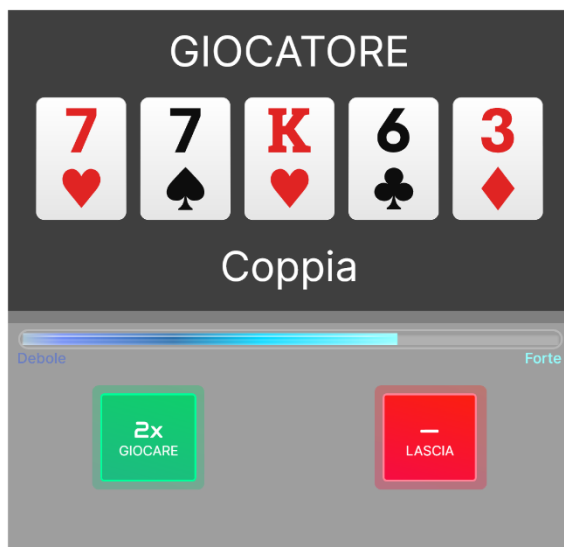 GIOCATORE
7 7 K 6 3
Coppia
Debole Forte
2x
GIOCARE
–
LASCIA